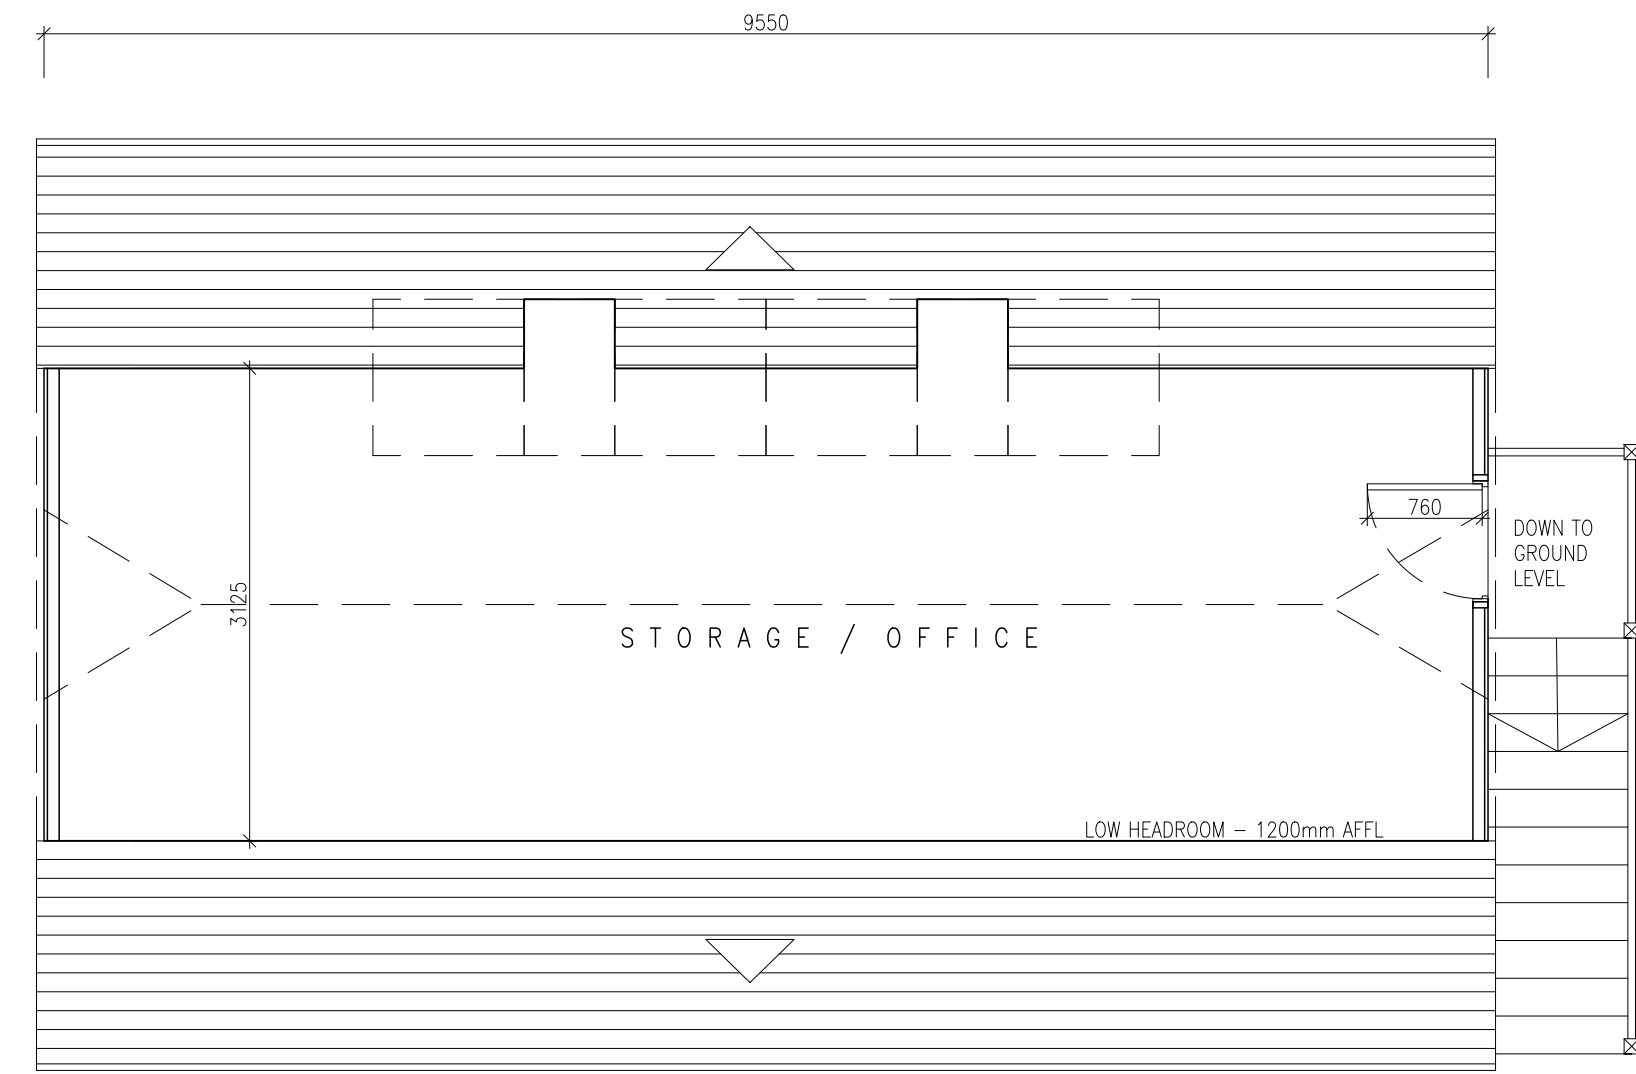 9550
760
DOWN TO
GROUND
LEVEL
3125
STORAGE / OFFICE
LOW HEADROOM – 1200mm AFFL